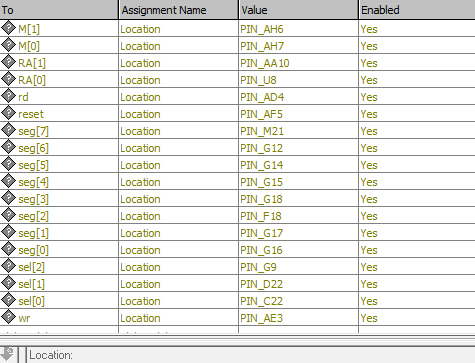 To Assignment Name Value Enabled
M[1] Location PIN_AH6 Yes
M[0] Location PIN_AH7 Yes
RA[1] Location PIN_AA10 Yes
RA[0] Location PIN_U8 Yes
rd Location PIN_AD4 Yes
reset Location PIN_AF5 Yes
seg[7] Location PIN_M21 Yes
seg[6] Location PIN_G12 Yes
seg[5] Location PIN_G14 Yes
seg[4] Location PIN_G15 Yes
seg[3] Location PIN_G18 Yes
seg[2] Location PIN_F18 Yes
seg[1] Location PIN_G17 Yes
seg[0] Location PIN_G16 Yes
sel[2] Location PIN_G9 Yes
sel[1] Location PIN_D22 Yes
sel[0] Location PIN_C22 Yes
wr Location PIN_AE3 Yes
Location: